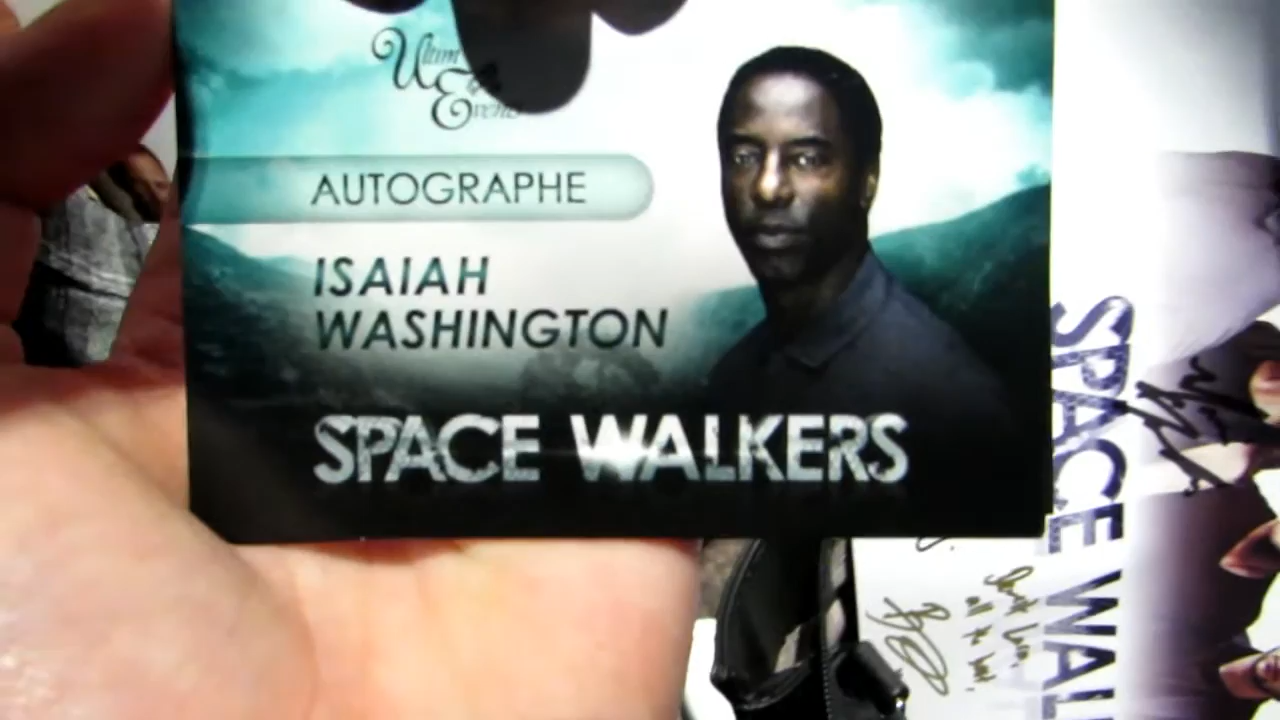 AUTOGRAPHE
ISAIAH
WASHINGTON
SPACE WALKERS
SPACE WAL